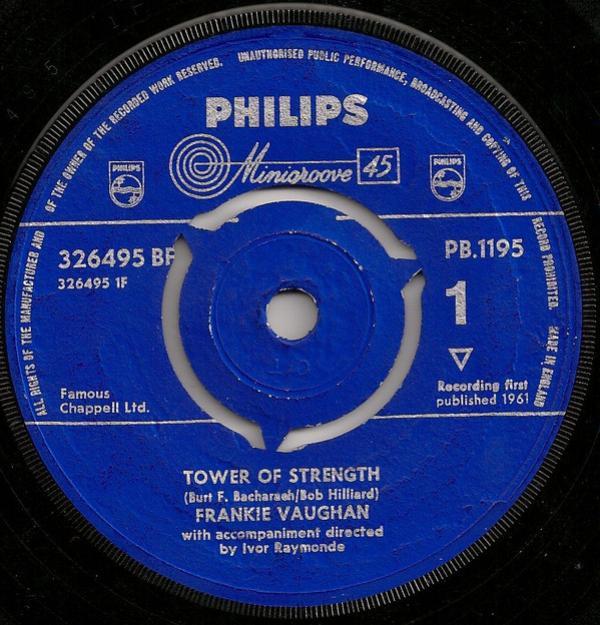 ALL RIGHTS OF THE MANUFACTURER AND OF THE OWNER OF THE RECORDED WORK RESERVED. UNAUTHORISED PUBLIC PERFORMANCE, BROADCASTING AND COPYING OF THIS RECORD PROHIBITED. MADE IN ENGLAND
PHILIPS
Minigroove 45
PHILIPS
PHILIPS
326495 BF
PB.1195
326495 1F
1
Famous
Chappell Ltd.
Recording first
published 1961
TOWER OF STRENGTH
(Burt F. Bacharach/Bob Hilliard)
FRANKIE VAUGHAN
with accompaniment directed
by Ivor Raymonde